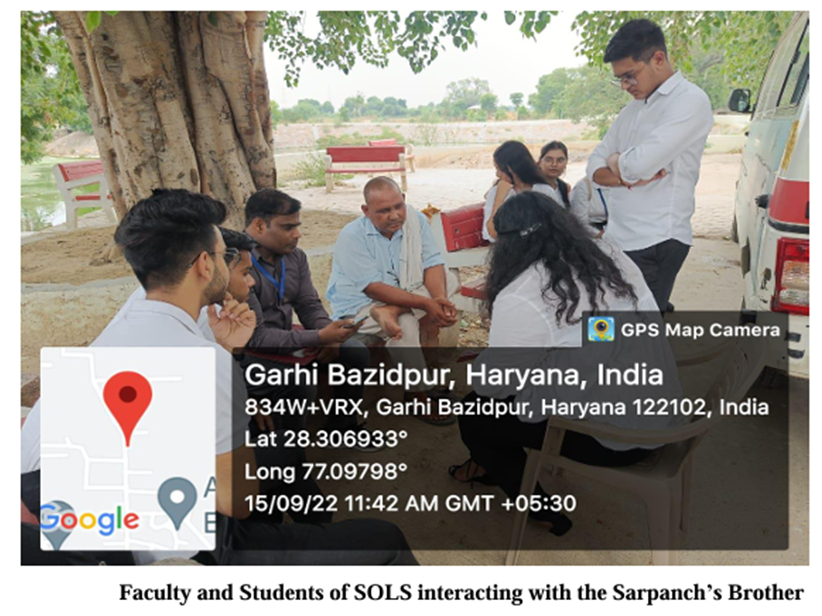 GPS Map Camera
Garhi Bazidpur, Haryana, India
834W+VRX, Garhi Bazidpur, Haryana 122102, India
Lat 28.306933°
Long 77.09798°
15/09/22 11:42 AM GMT +05:30
Google
Faculty and Students of SOLS interacting with the Sarpanch's Brother